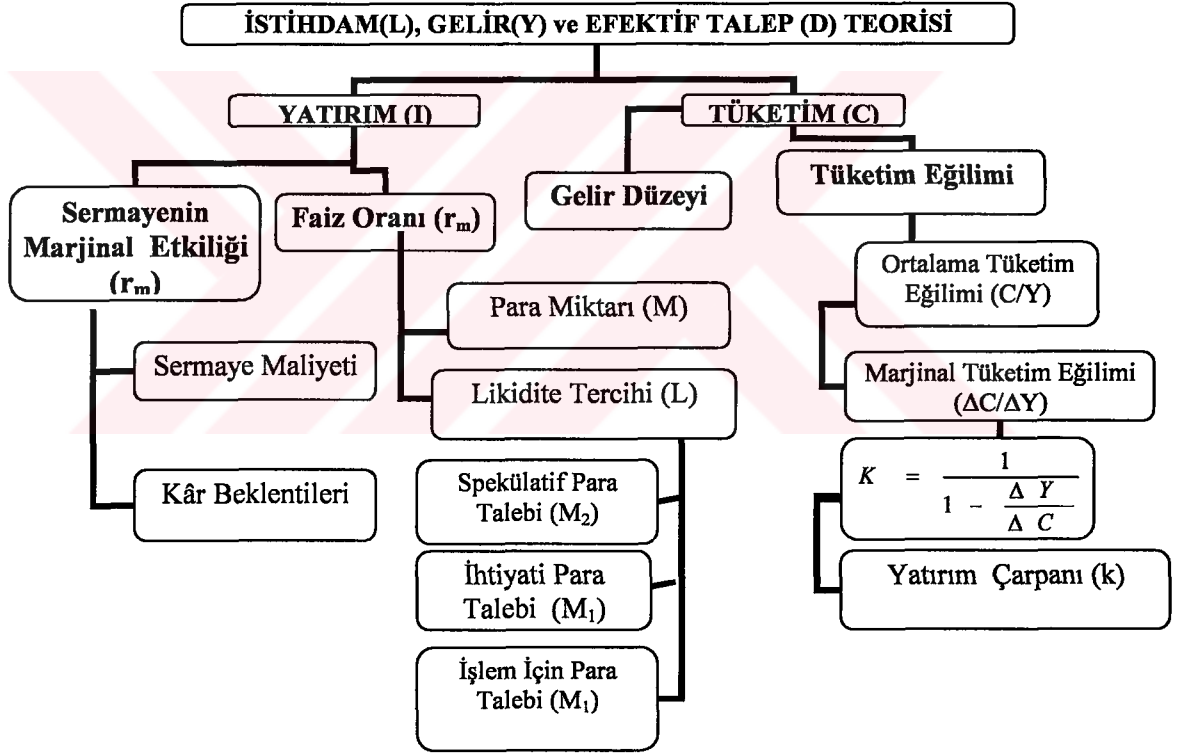 İSTİHDAM(L), GELİR(Y) ve EFEKTİF TALEP (D) TEORİSİ
YATIRIM (I)
TÜKETİM (C)
Sermayenin
Marjinal Etkiliği
(rₘ)
Faiz Oranı (rₘ)
Gelir Düzeyi
Tüketim Eğilimi
Sermaye Maliyeti
Kâr Beklentileri
Para Miktarı (M)
Likidite Tercihi (L)
Spekülatif Para
Talebi (M₂)
İhtiyati Para
Talebi (M₁)
İşlem İçin Para
Talebi (M₁)
Ortalama Tüketim
Eğilimi (C/Y)
Marjinal Tüketim Eğilimi
(ΔC/ΔY)
K = 1 / (1 - Δ Y / Δ C)
Yatırım Çarpanı (k)